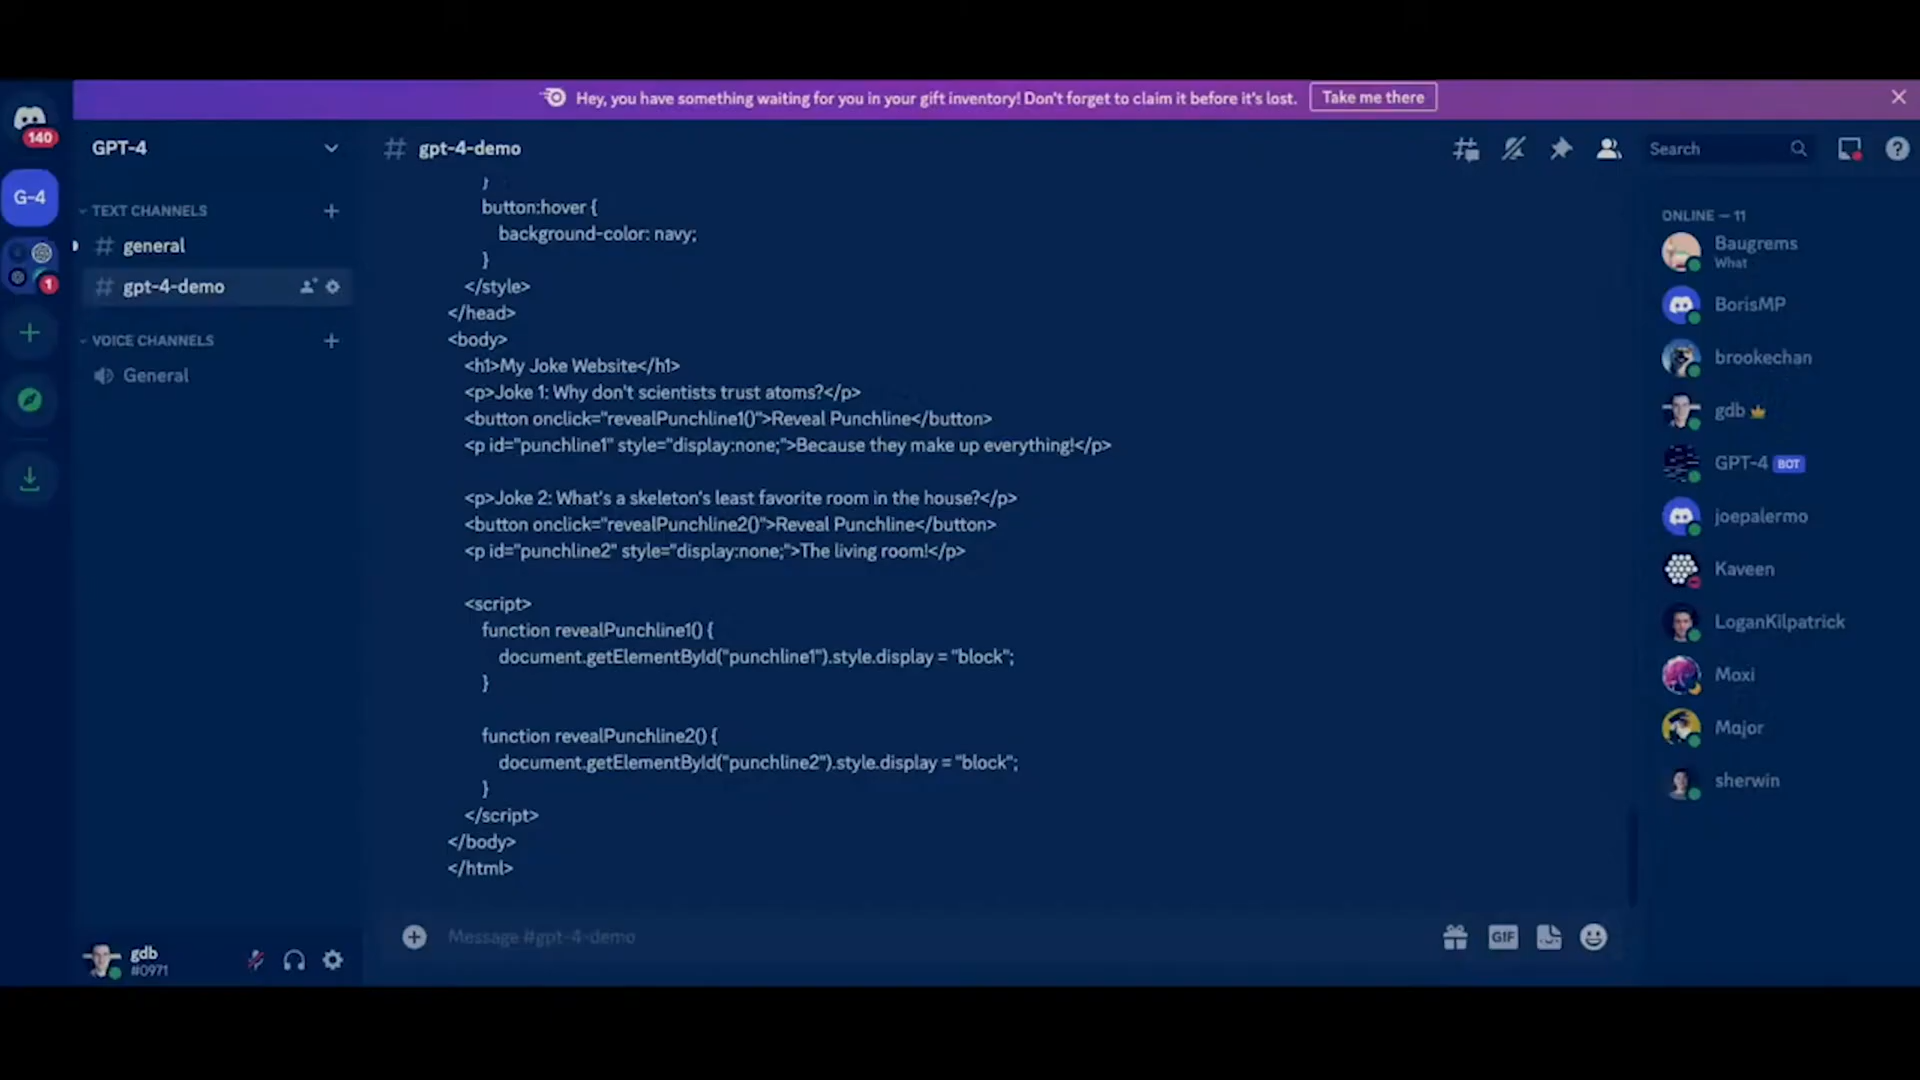 Hey, you have something waiting for you in your gift inventory! Don't forget to claim it before it's lost. Take me there
140
GPT-4
# gpt-4-demo
Search
G-4
TEXT CHANNELS
general
gpt-4-demo
1
VOICE CHANNELS
General
}
button:hover {
background-color: navy;
}
</style>
</head>
<body>
<h1>My Joke Website</h1>
<p>Joke 1: Why don't scientists trust atoms?</p>
<button onclick="revealPunchline1()">Reveal Punchline</button>
<p id="punchline1" style="display:none;">Because they make up everything!</p>
<p>Joke 2: What's a skeleton's least favorite room in the house?</p>
<button onclick="revealPunchline2()">Reveal Punchline</button>
<p id="punchline2" style="display:none;">The living room!</p>
<script>
function revealPunchline1() {
document.getElementById("punchline1").style.display = "block";
}
function revealPunchline2() {
document.getElementById("punchline2").style.display = "block";
}
</script>
</body>
</html>
Message #gpt-4-demo
GIF
gdb
#0971
ONLINE — 11
Baugrems
What
BorisMP
brookechan
gdb
GPT-4 BOT
joepalermo
Kaveen
LoganKilpatrick
Moxi
Major
sherwin